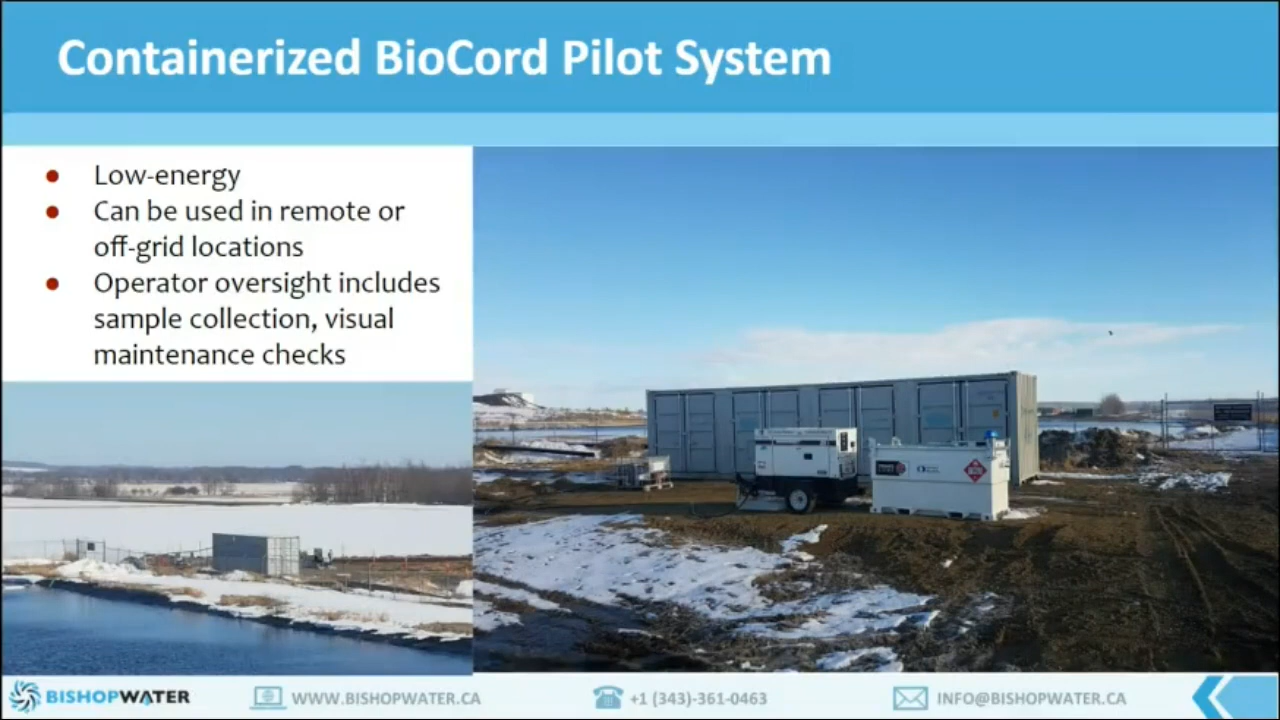 Containerized BioCord Pilot System
● Low-energy
● Can be used in remote or
off-grid locations
● Operator oversight includes
sample collection, visual
maintenance checks
BISHOPWATER
WWW.BISHOPWATER.CA
+1 (343)-361-0463
INFO@BISHOPWATER.CA